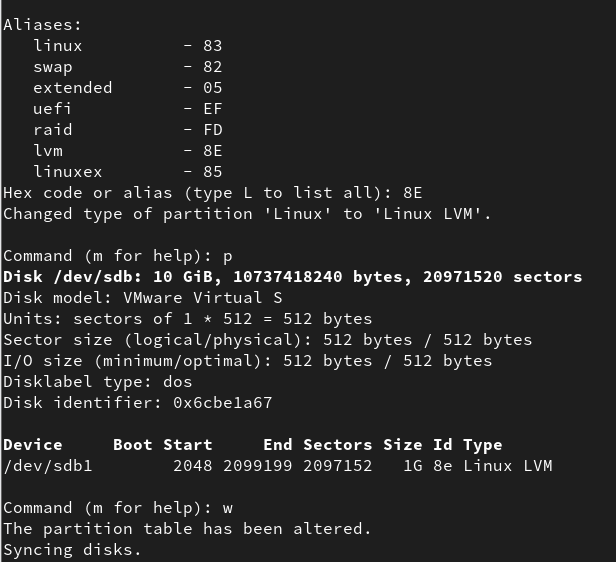 Aliases:
   linux          - 83
   swap           - 82
   extended       - 05
   uefi           - EF
   raid           - FD
   lvm            - 8E
   linuxex        - 85
Hex code or alias (type L to list all): 8E
Changed type of partition 'Linux' to 'Linux LVM'.

Command (m for help): p
Disk /dev/sdb: 10 GiB, 10737418240 bytes, 20971520 sectors
Disk model: VMware Virtual S
Units: sectors of 1 * 512 = 512 bytes
Sector size (logical/physical): 512 bytes / 512 bytes
I/O size (minimum/optimal): 512 bytes / 512 bytes
Disklabel type: dos
Disk identifier: 0x6cbe1a67

Device     Boot Start     End Sectors Size Id Type
/dev/sdb1        2048 2099199 2097152   1G 8e Linux LVM

Command (m for help): w
The partition table has been altered.
Syncing disks.